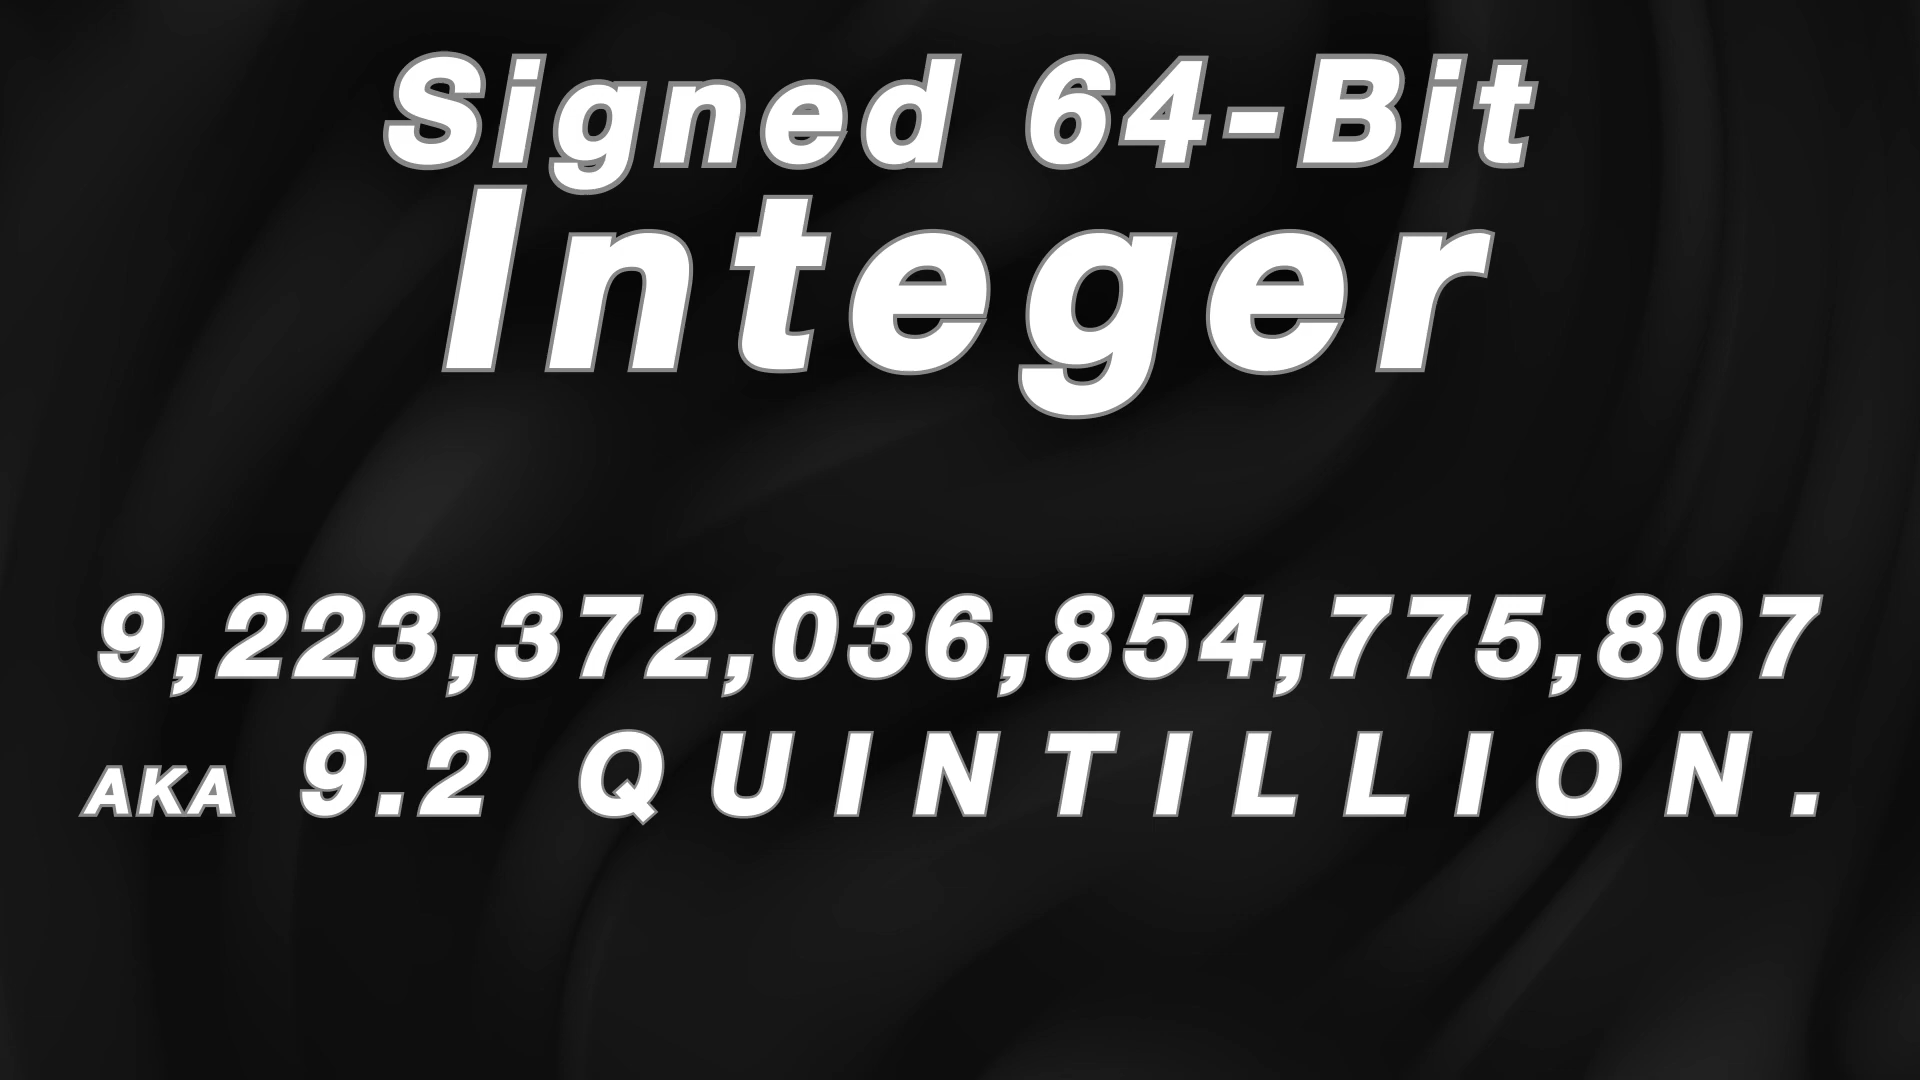 Signed 64-Bit
Integer
9,223,372,036,854,775,807
AKA 9.2 QUINTILLION.